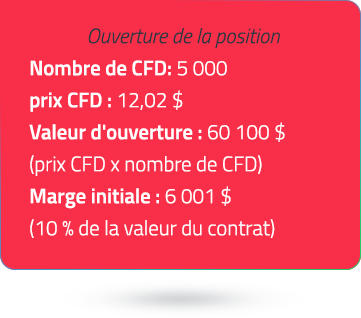 Ouverture de la position
Nombre de CFD: 5 000
prix CFD : 12,02 $
Valeur d'ouverture : 60 100 $
(prix CFD x nombre de CFD)
Marge initiale : 6 001 $
(10 % de la valeur du contrat)